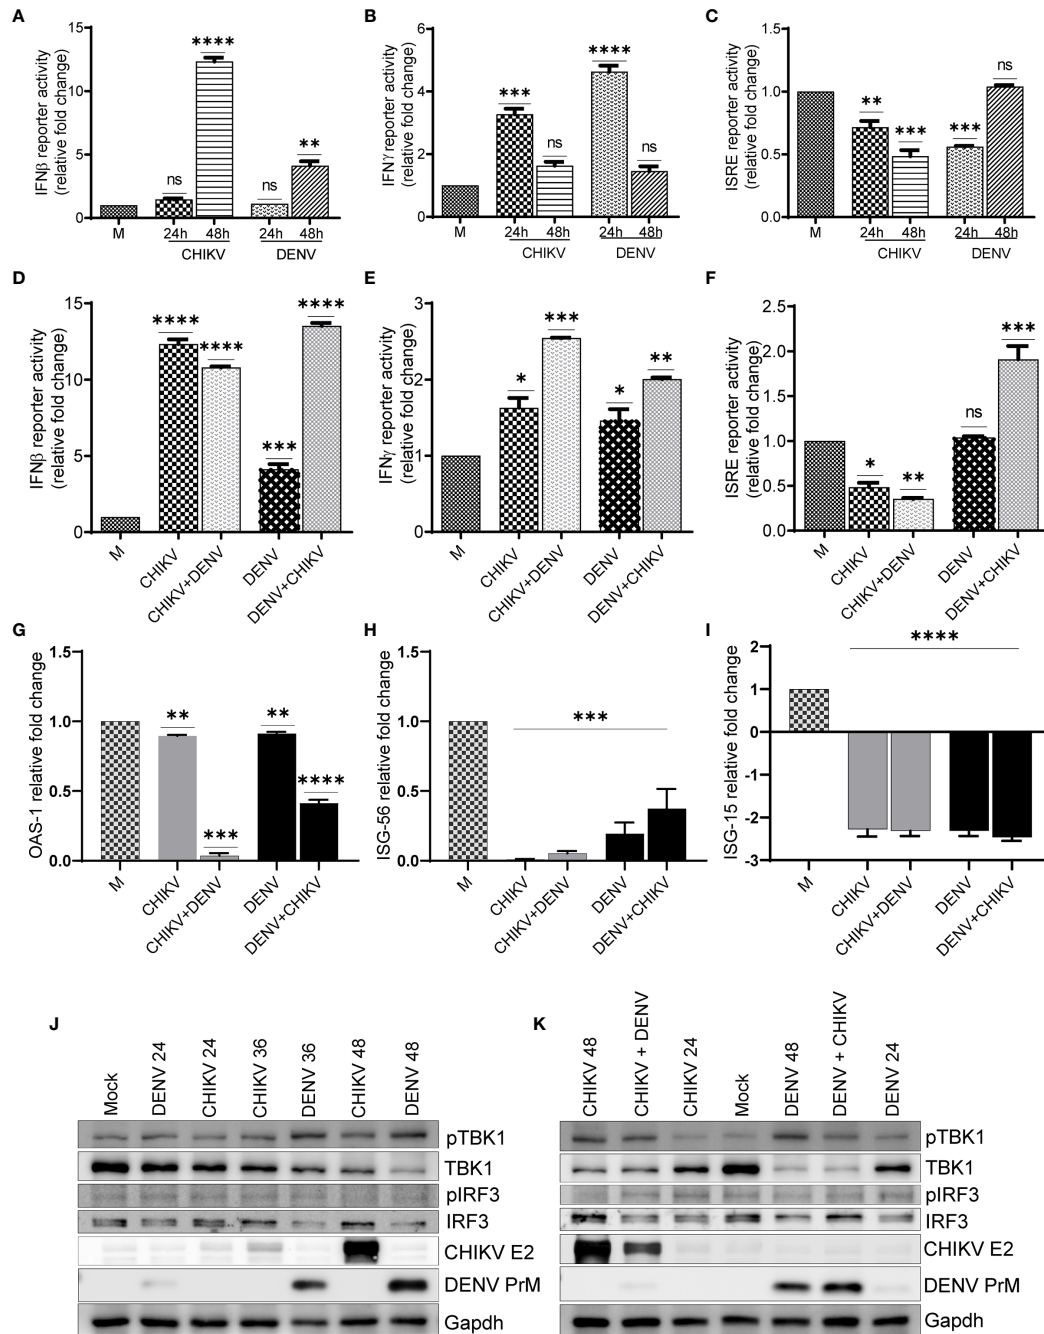 A
IFNβ reporter activity
(relative fold change)
15
10
5
0
ns
****
ns
**
M
24h 48h 24h 48h
CHIKV DENV
B
IFNγ reporter activity
(relative fold change)
6
4
2
0
***
ns
****
ns
M
24h 48h 24h 48h
CHIKV DENV
C
ISRE reporter activity
(relative fold change)
1.5
1.0
0.5
0.0
**
***
***
ns
M
24h 48h 24h 48h
CHIKV DENV
D
IFNβ reporter activity
(relative fold change)
15
10
5
0
****
****
***
****
M
CHIKV
CHIKV+DENV
DENV
DENV+CHIKV
E
IFNγ reporter activity
(relative fold change)
3
2
1
0
*
***
*
**
M
CHIKV
CHIKV+DENV
DENV
DENV+CHIKV
F
ISRE reporter activity
(relative fold change)
2.5
2.0
1.5
1.0
0.5
0.0
*
**
ns
***
M
CHIKV
CHIKV+DENV
DENV
DENV+CHIKV
G
OAS-1 relative fold change
1.5
1.0
0.5
0.0
**
***
**
****
M
CHIKV
CHIKV+DENV
DENV
DENV+CHIKV
H
ISG-56 relative fold change
1.5
1.0
0.5
0.0
***
M
CHIKV
CHIKV+DENV
DENV
DENV+CHIKV
I
ISG-15 relative fold change
2
1
0
-1
-2
-3
****
M
CHIKV
CHIKV+DENV
DENV
DENV+CHIKV
J
Mock
DENV 24
CHIKV 24
CHIKV 36
DENV 36
CHIKV 48
DENV 48
pTBK1
TBK1
pIRF3
IRF3
CHIKV E2
DENV PrM
Gapdh
K
CHIKV 48
CHIKV + DENV
CHIKV 24
Mock
DENV 48
DENV + CHIKV
DENV 24
pTBK1
TBK1
pIRF3
IRF3
CHIKV E2
DENV PrM
Gapdh